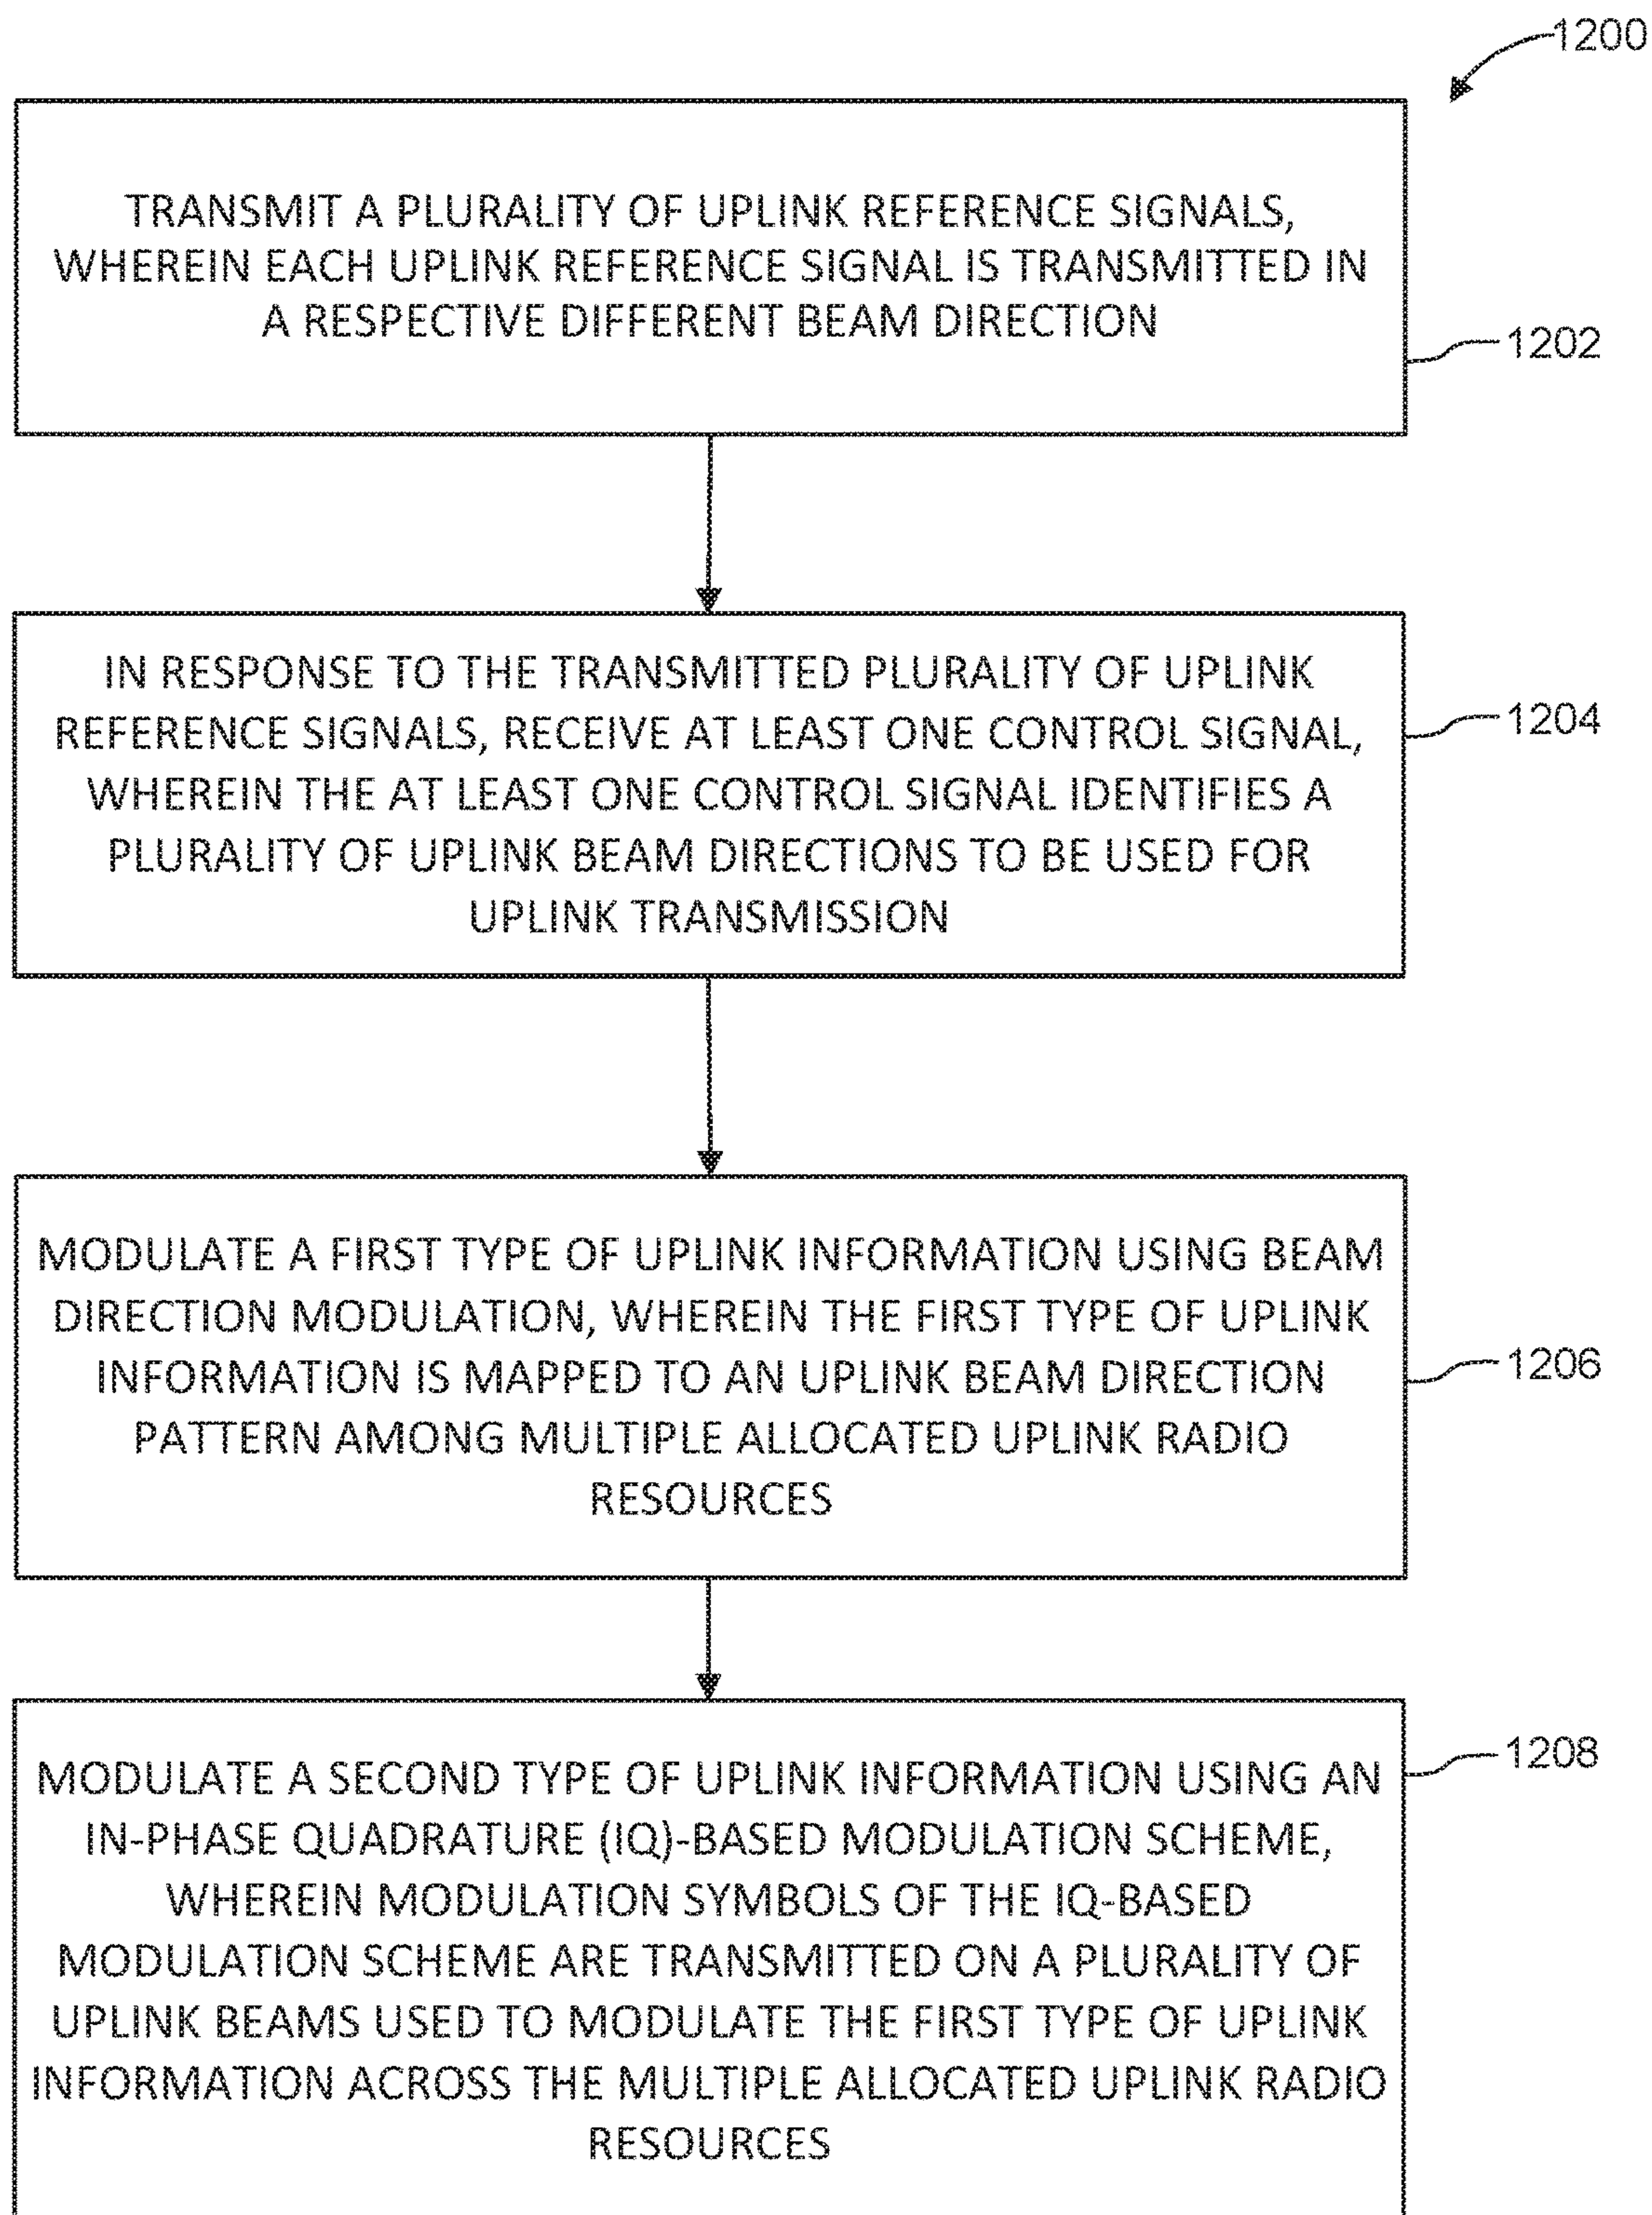 1200
TRANSMIT A PLURALITY OF UPLINK REFERENCE SIGNALS,
WHEREIN EACH UPLINK REFERENCE SIGNAL IS TRANSMITTED IN
A RESPECTIVE DIFFERENT BEAM DIRECTION
1202
IN RESPONSE TO THE TRANSMITTED PLURALITY OF UPLINK
REFERENCE SIGNALS, RECEIVE AT LEAST ONE CONTROL SIGNAL,
WHEREIN THE AT LEAST ONE CONTROL SIGNAL IDENTIFIES A
PLURALITY OF UPLINK BEAM DIRECTIONS TO BE USED FOR
UPLINK TRANSMISSION
1204
MODULATE A FIRST TYPE OF UPLINK INFORMATION USING BEAM
DIRECTION MODULATION, WHEREIN THE FIRST TYPE OF UPLINK
INFORMATION IS MAPPED TO AN UPLINK BEAM DIRECTION
PATTERN AMONG MULTIPLE ALLOCATED UPLINK RADIO
RESOURCES
1206
MODULATE A SECOND TYPE OF UPLINK INFORMATION USING AN
IN-PHASE QUADRATURE (IQ)-BASED MODULATION SCHEME,
WHEREIN MODULATION SYMBOLS OF THE IQ-BASED
MODULATION SCHEME ARE TRANSMITTED ON A PLURALITY OF
UPLINK BEAMS USED TO MODULATE THE FIRST TYPE OF UPLINK
INFORMATION ACROSS THE MULTIPLE ALLOCATED UPLINK RADIO
RESOURCES
1208